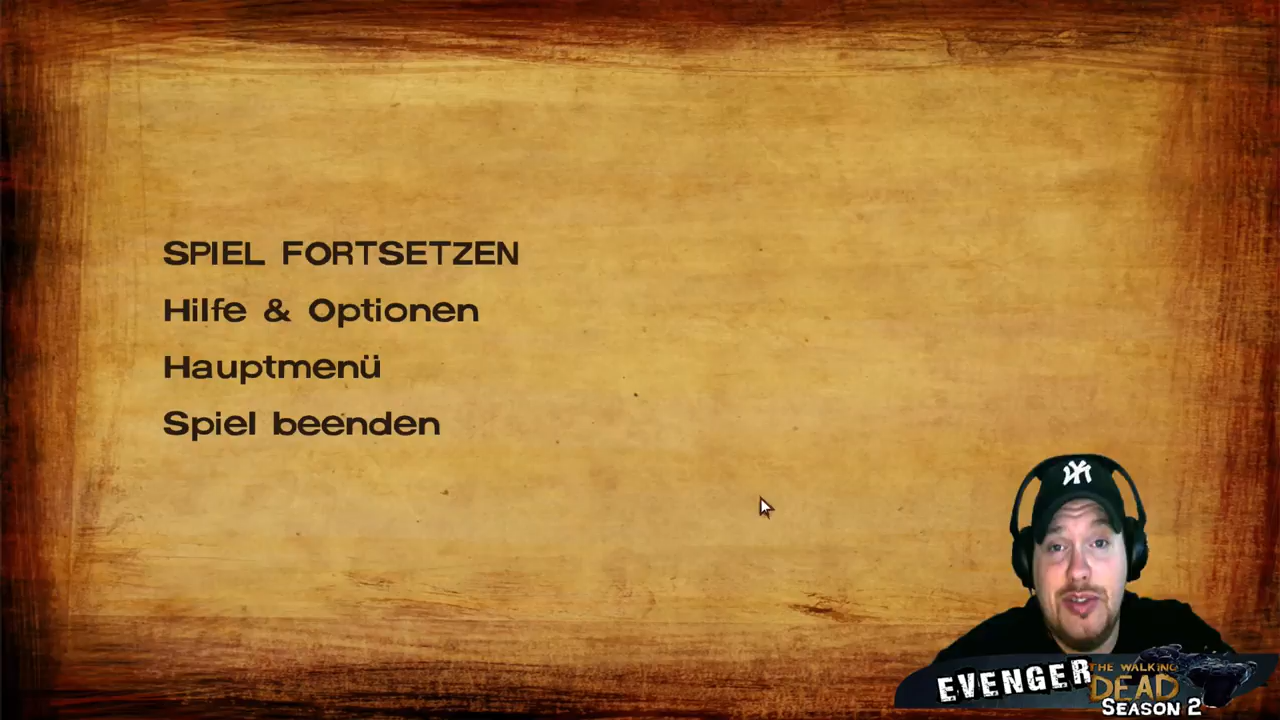 SPIEL FORTSETZEN
Hilfe & Optionen
Hauptmenü
Spiel beenden
NY
EVENGER
THE WALKING
DEAD
SEASON 2